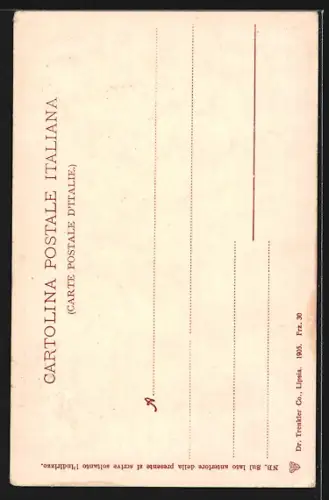 CARTOLINA POSTALE ITALIANA
(CARTE POSTALE D'ITALIE.)
A
NB. Sul lato anteriore della presente si scrive soltanto l'Indirizzo.
Dr. Trenkler Co., Lipsia. 1905. Frz. 30